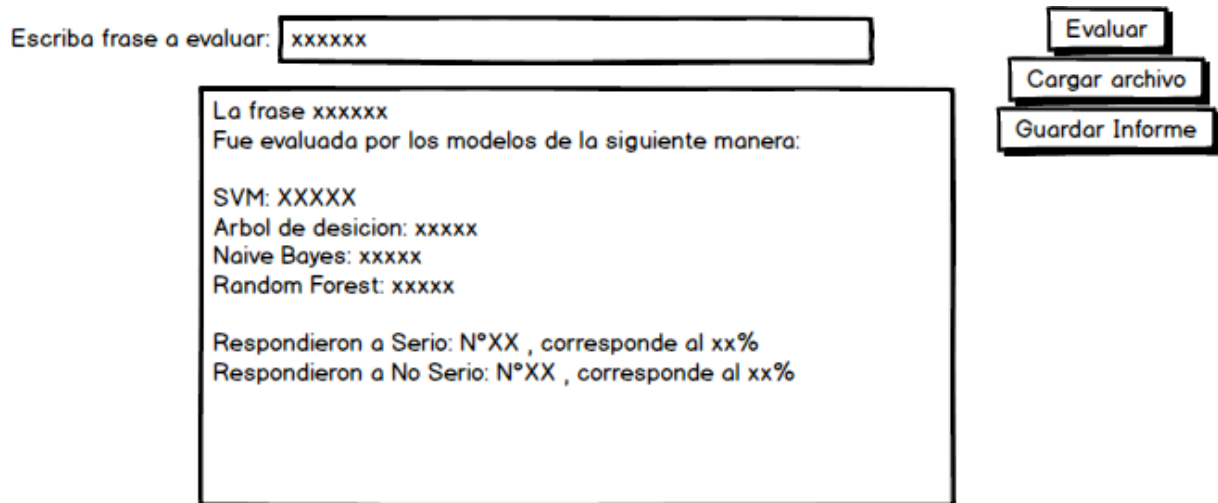 Escriba frase a evaluar: xxxxxx
Evaluar
Cargar archivo
Guardar Informe
La frase xxxxxx
Fue evaluada por los modelos de la siguiente manera:
SVM: XXXXX
Arbol de desicion: xxxxx
Naive Bayes: xxxxx
Random Forest: xxxxx
Respondieron a Serio: N°XX , corresponde al xx%
Respondieron a No Serio: N°XX , corresponde al xx%